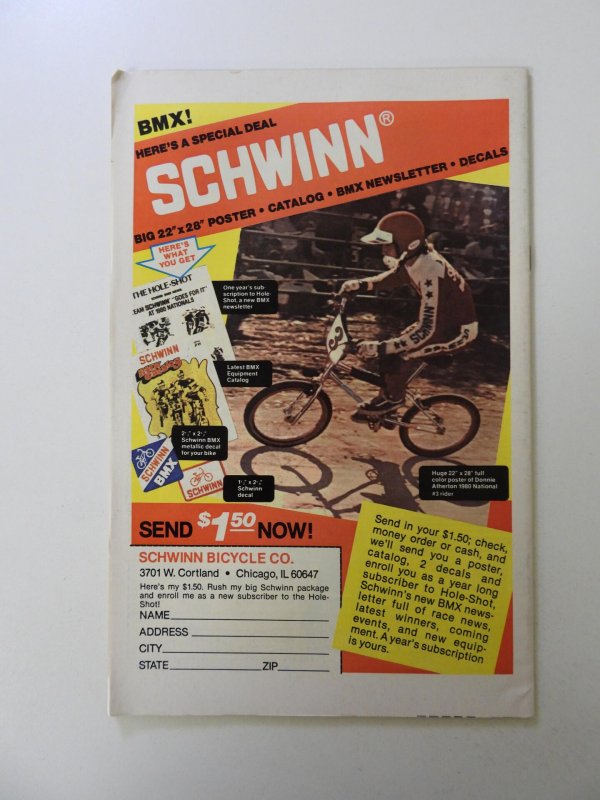 BMX!
HERE'S A SPECIAL DEAL
SCHWINN®
BIG 22" x 28" POSTER • CATALOG • BMX NEWSLETTER • DECALS
HERE'S
WHAT
YOU GET
THE HOLE-SHOT
"GOES FOR IT"
AT 1980 NATIONALS
One year's sub-
scription to Hole-
Shot, a new BMX
newsletter
SCHWINN
Latest BMX
Equipment
Catalog
Schwinn BMX
metallic decal
for your bike
SCHWINN
BMX
SCHWINN
Schwinn
decal
SCHWINN
Huge 22" x 28" full
color poster of Donnie
Atherton 1980 National
#3 rider
SEND $1.50 NOW!
SCHWINN BICYCLE CO.
3701 W. Cortland • Chicago, IL 60647
Here's my $1.50. Rush my big Schwinn package
and enroll me as a new subscriber to the Hole-
Shot!
NAME
ADDRESS
CITY
STATE ZIP
Send in your $1.50; check,
money order or cash, and
we'll send you a poster,
catalog, 2 decals and
enroll you as a year long
subscriber to Hole-Shot,
Schwinn's new BMX news-
letter full of race news,
latest winners, coming
events, and new equip-
ment. A year's subscription
is yours.